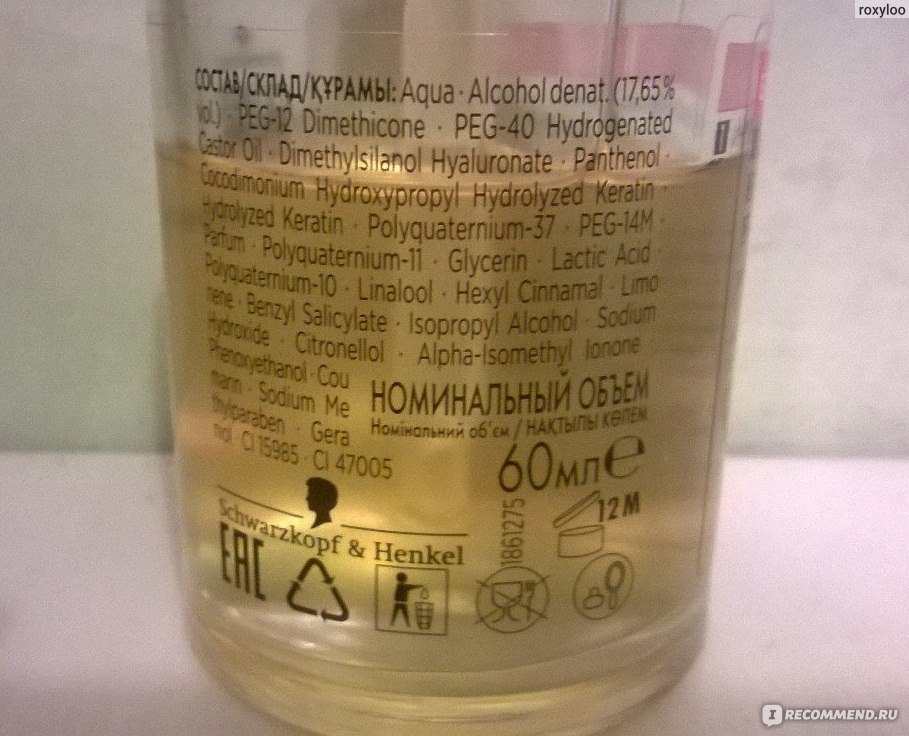 roxyloo
СОСТАВ/СКЛАД/ҚҰРАМЫ: Aqua · Alcohol denat. (17,65%
vol.) · PEG-12 Dimethicone · PEG-40 Hydrogenated
Castor Oil · Dimethylsilanol Hyaluronate · Panthenol ·
Cocodimonium Hydroxypropyl Hydrolyzed Keratin ·
Hydrolyzed Keratin · Polyquaternium-37 · PEG-14M ·
Parfum · Polyquaternium-11 · Glycerin · Lactic Acid ·
Polyquaternium-10 · Linalool · Hexyl Cinnamal · Limo
nene · Benzyl Salicylate · Isopropyl Alcohol · Sodium
Hydroxide · Citronellol · Alpha-Isomethyl Ionone ·
Phenoxyethanol · Cou
marin · Sodium Me
thylparaben · Gera
niol · CI 15985 · CI 47005
НОМИНАЛЬНЫЙ ОБЪЕМ
Номінальний об'єм / НАҚТЫЛЫ КӨЛЕМ
60 мл e
1861275
12M
Schwarzkopf & Henkel
EAC
IRECOMMEND.RU